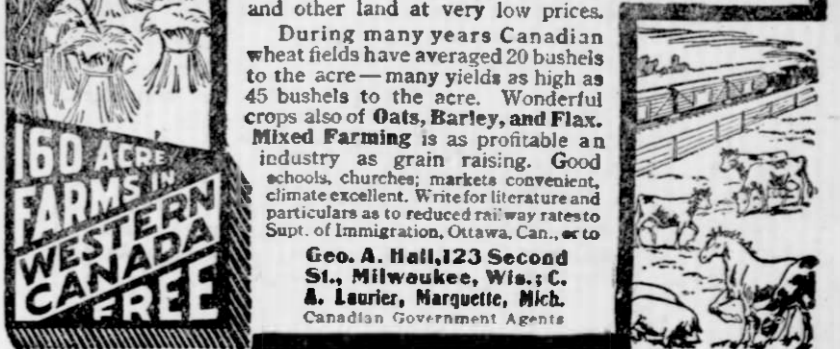 and other land at very low prices.
During many years Canadian
wheat fields have averaged 20 bushels
to the acre—many yields as high as
45 bushels to the acre. Wonderful
crops also of Oats, Barley, and Flax.
Mixed Farming is as profitable an
industry as grain raising. Good
schools, churches; markets convenient,
climate excellent. Write for literature and
particulars as to reduced railway rates to
Supt. of Immigration, Ottawa, Can., or to
Geo. A. Hall, 123 Second
St., Milwaukee, Wis.; C.
A. Laurier, Marquette, Mich.
Canadian Government Agents
160 ACRE
FARMS IN
WESTERN
CANADA
FREE